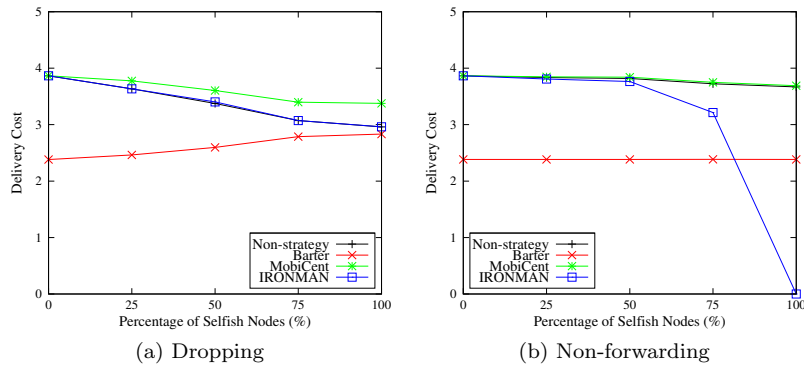 5
4
3
2
1
0
Delivery Cost
Non-strategy
Barter
MobiCent
IRONMAN
0 25 50 75 100
Percentage of Selfish Nodes (%)
(a) Dropping
5
4
3
2
1
0
Delivery Cost
Non-strategy
Barter
MobiCent
IRONMAN
0 25 50 75 100
Percentage of Selfish Nodes (%)
(b) Non-forwarding